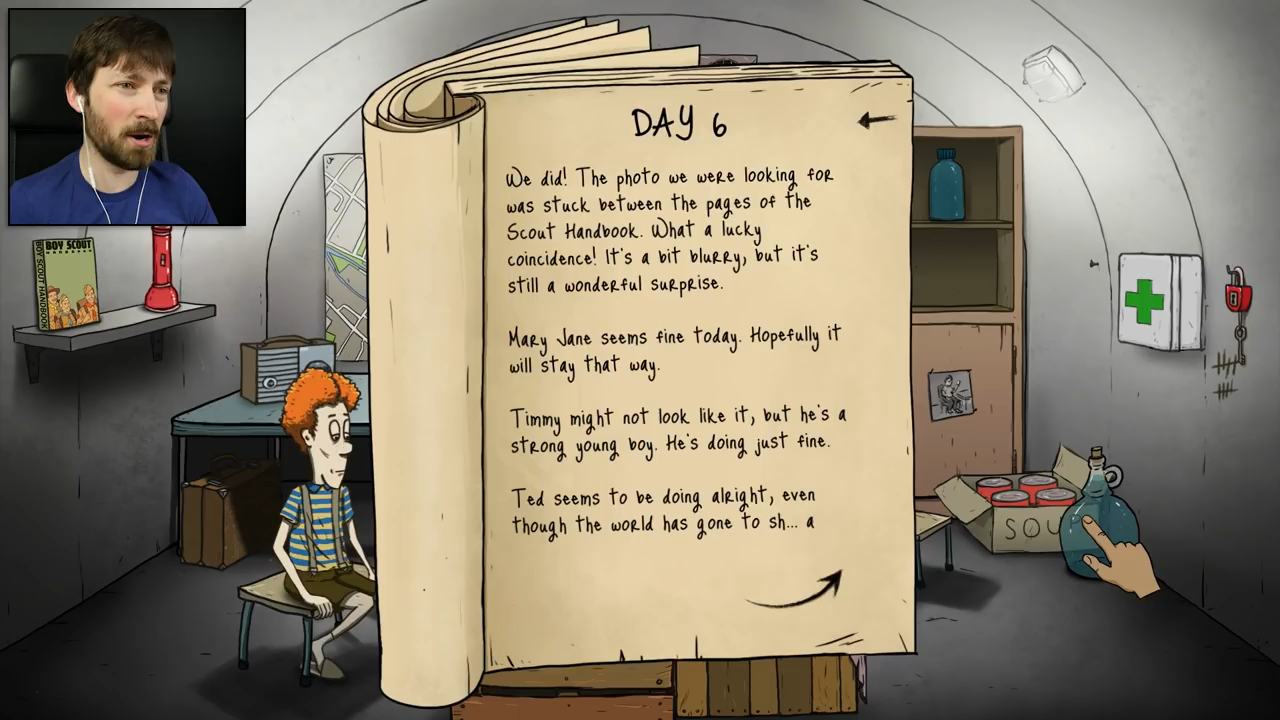 DAY 6
We did! The photo we were looking for
was stuck between the pages of the
Scout Handbook. What a lucky
coincidence! It's a bit blurry, but it's
still a wonderful surprise.
Mary Jane seems fine today. Hopefully it
will stay that way.
Timmy might not look like it, but he's a
strong young boy. He's doing just fine.
Ted seems to be doing alright, even
though the world has gone to sh... a
BOY SCOUT
BOY SCOUT HANDBOOK
SOU